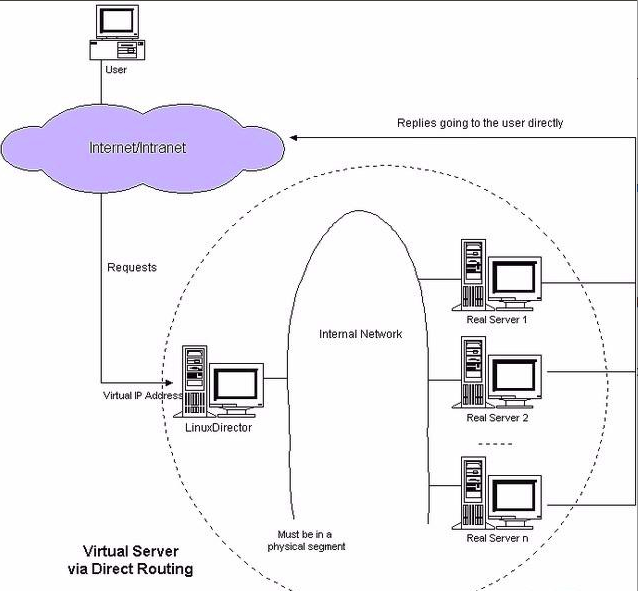 User
Internet/Intranet
Replies going to the user directly
Requests
Internal Network
Real Server 1
Virtual IP Address
LinuxDirector
Real Server 2
Must be in a
physical segment
Real Server n
Virtual Server
via Direct Routing